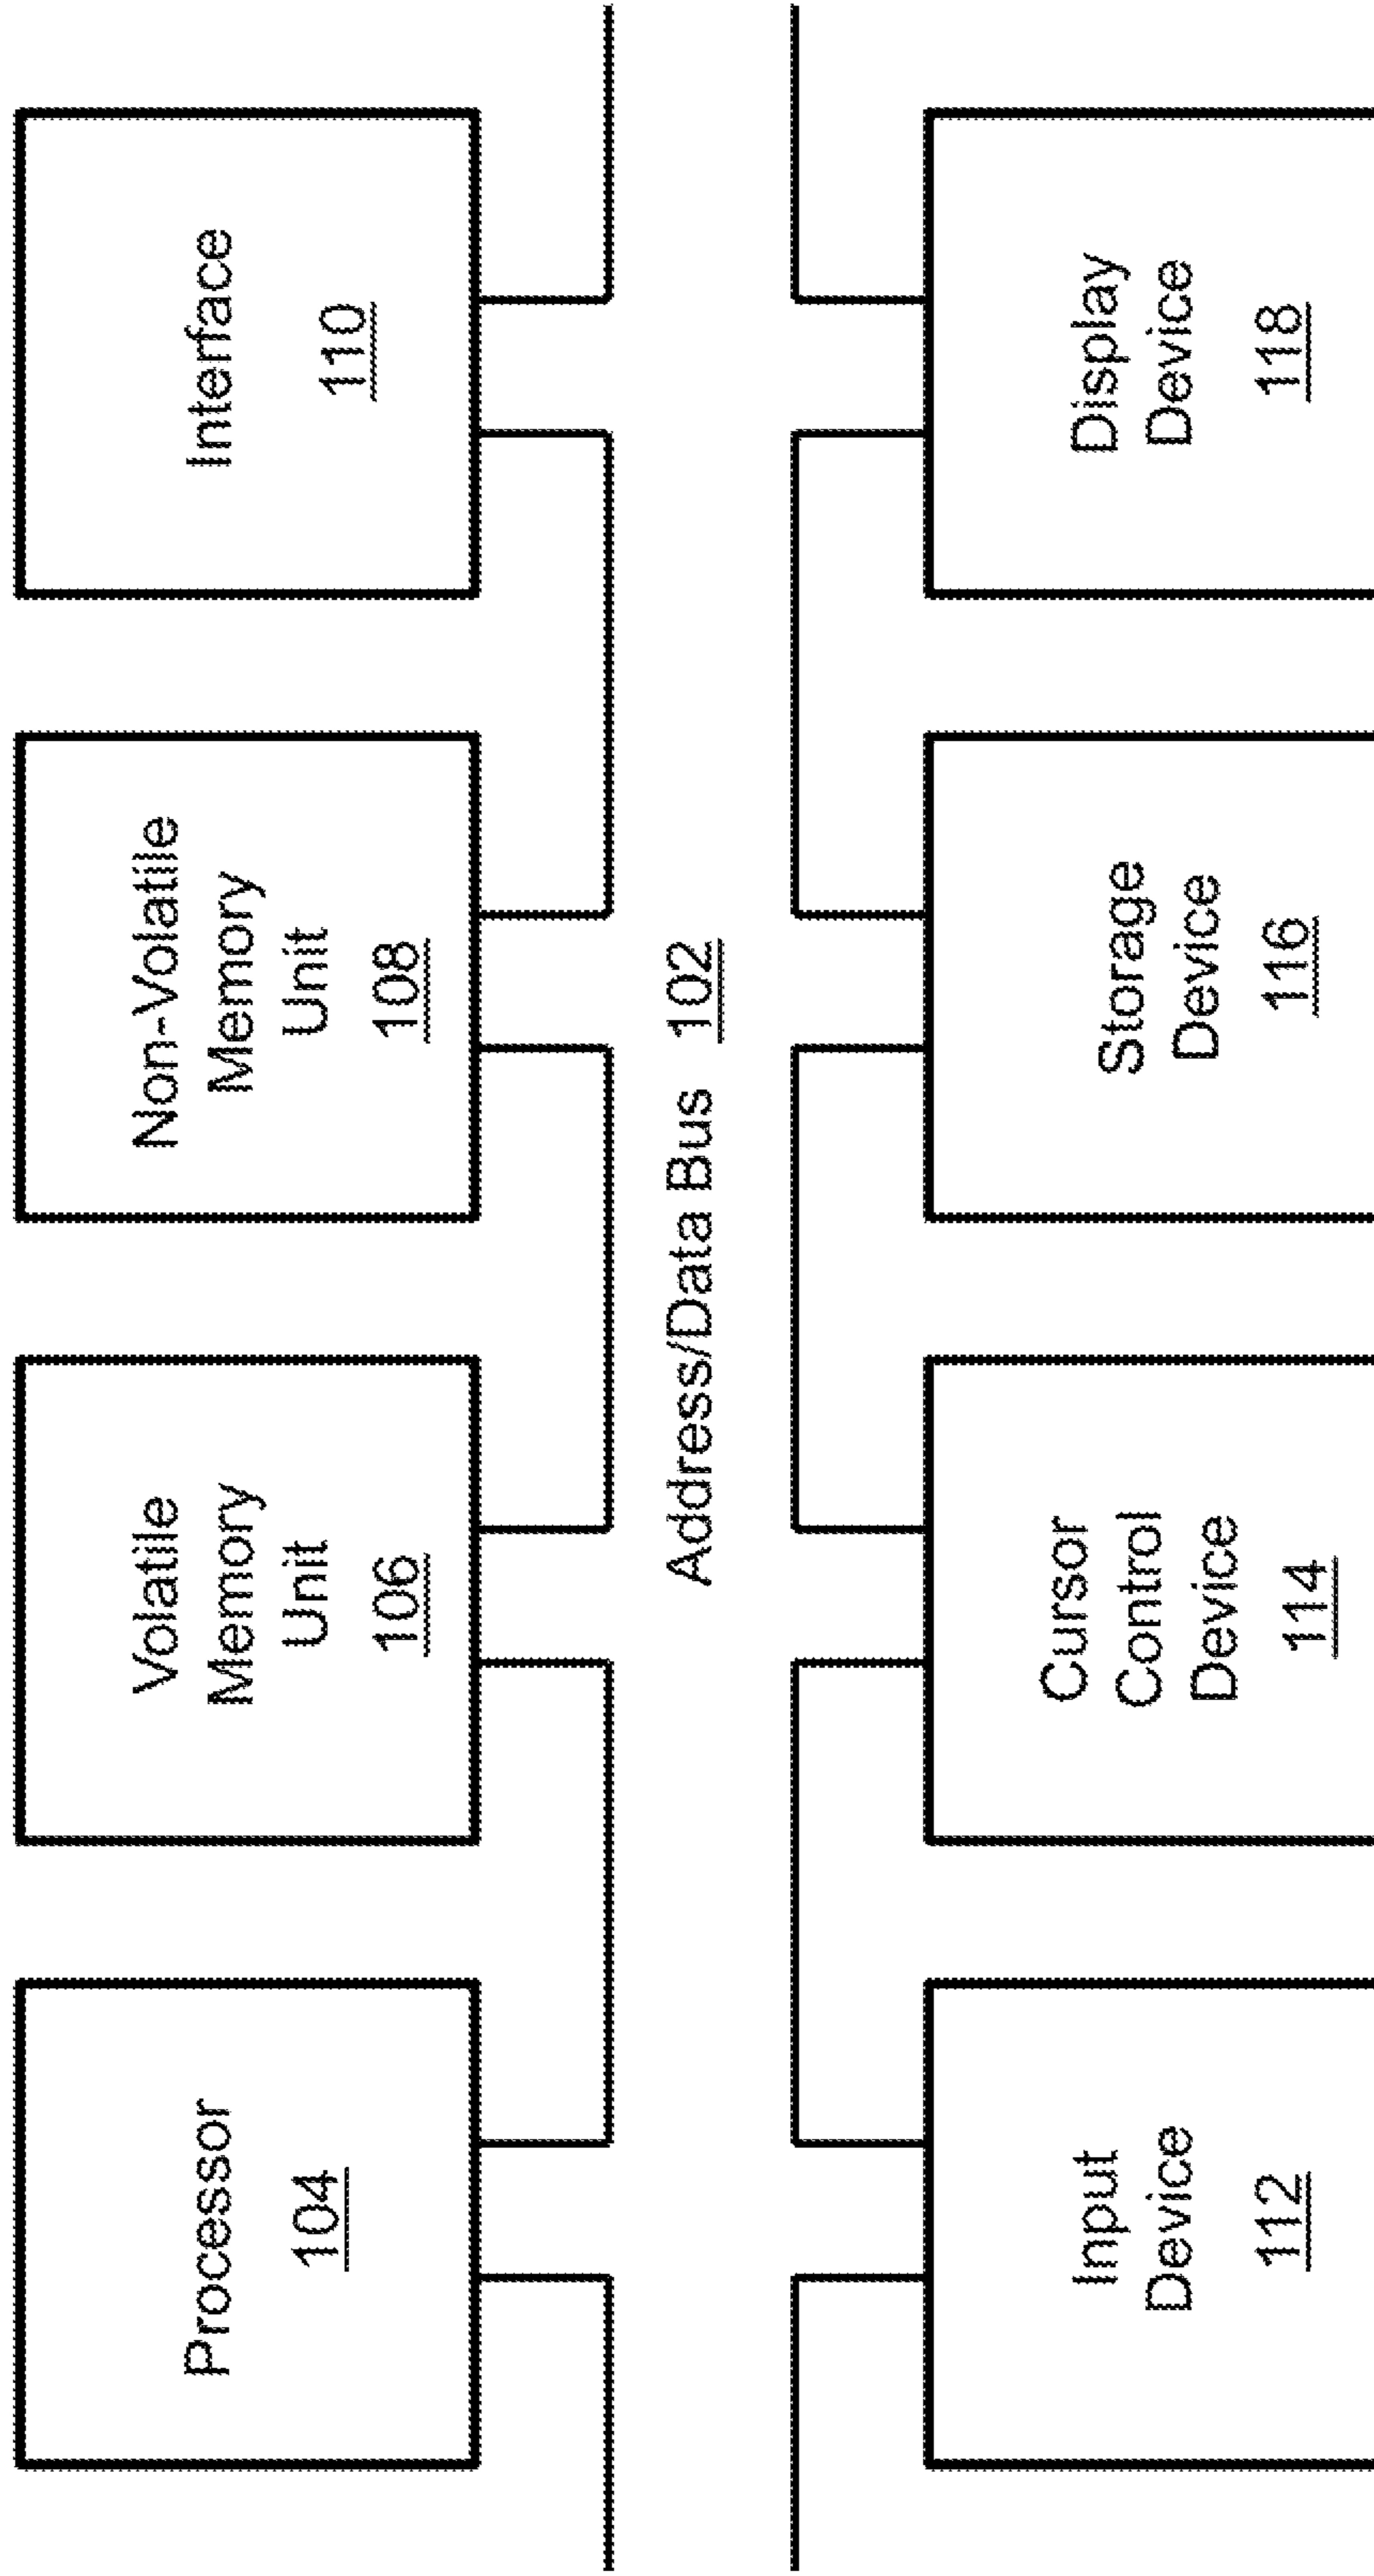 Processor
104
Volatile
Memory
Unit
106
Non-Volatile
Memory
Unit
108
Interface
110
Address/Data Bus 102
Input
Device
112
Cursor
Control
Device
114
Storage
Device
116
Display
Device
118